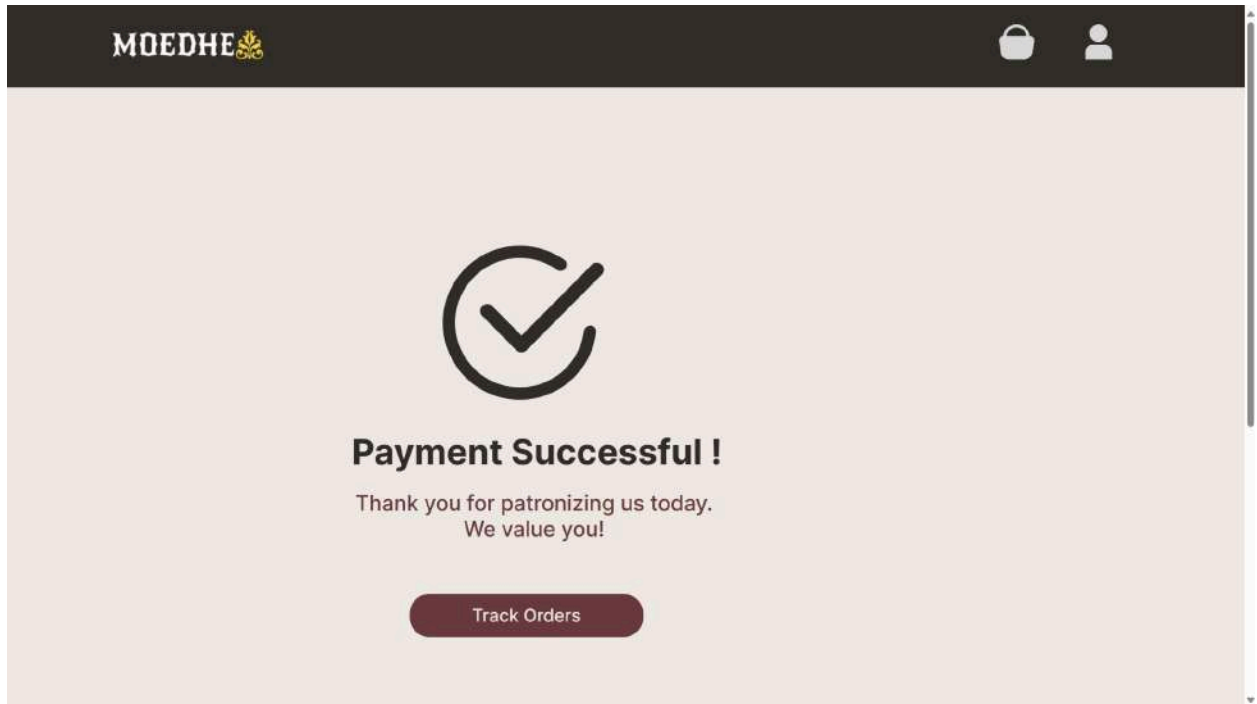 MOEDHE
Payment Successful !
Thank you for patronizing us today.
We value you!
Track Orders